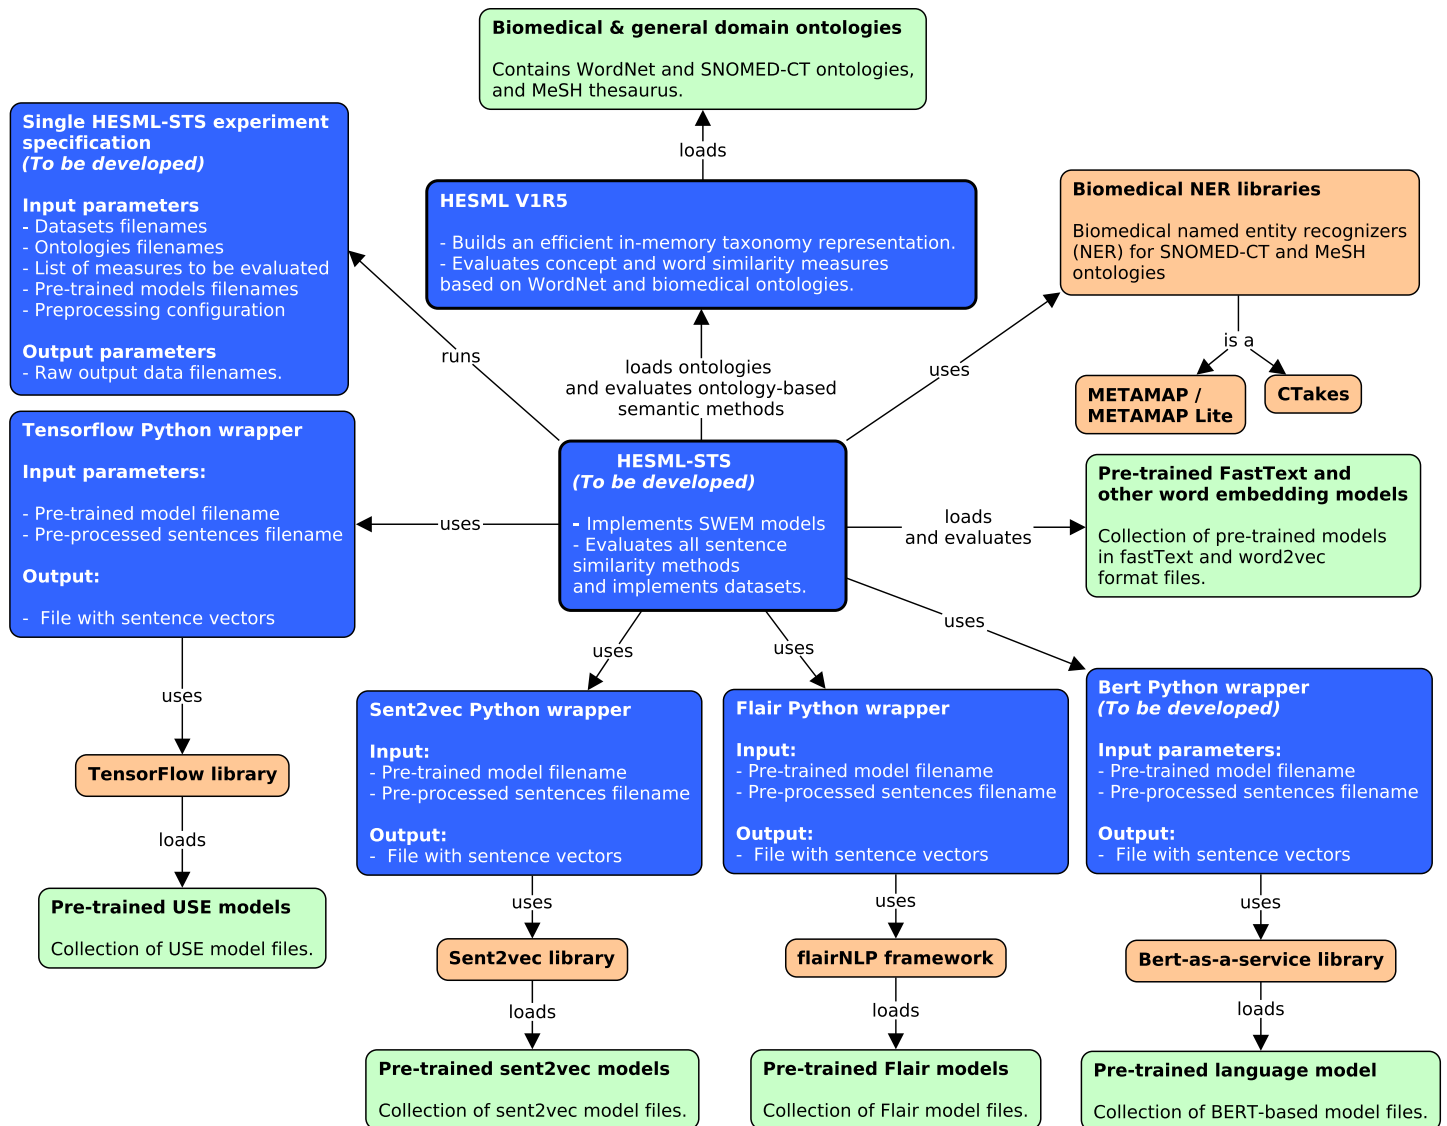 Biomedical & general domain ontologies
Contains WordNet and SNOMED-CT ontologies,
and MeSH thesaurus.
loads
Single HESML-STS experiment
specification
(To be developed)
Input parameters
- Datasets filenames
- Ontologies filenames
- List of measures to be evaluated
- Pre-trained models filenames
- Preprocessing configuration
Output parameters
- Raw output data filenames.
HESML V1R5
- Builds an efficient in-memory taxonomy representation.
- Evaluates concept and word similarity measures
based on WordNet and biomedical ontologies.
Biomedical NER libraries
Biomedical named entity recognizers
(NER) for SNOMED-CT and MeSH
ontologies
is a
METAMAP /
METAMAP Lite
CTakes
runs
loads ontologies
and evaluates ontology-based
semantic methods
uses
Tensorflow Python wrapper
Input parameters:
- Pre-trained model filename
- Pre-processed sentences filename
Output:
-  File with sentence vectors
uses
HESML-STS
(To be developed)
- Implements SWEM models
- Evaluates all sentence
similarity methods
and implements datasets.
loads
and evaluates
Pre-trained FastText and
other word embedding models
Collection of pre-trained models
in fastText and word2vec
format files.
uses
uses
uses
uses
TensorFlow library
loads
Pre-trained USE models
Collection of USE model files.
Sent2vec Python wrapper
Input:
- Pre-trained model filename
- Pre-processed sentences filename
Output:
-  File with sentence vectors
uses
Sent2vec library
loads
Pre-trained sent2vec models
Collection of sent2vec model files.
Flair Python wrapper
Input:
- Pre-trained model filename
- Pre-processed sentences filename
Output:
-  File with sentence vectors
uses
flairNLP framework
loads
Pre-trained Flair models
Collection of Flair model files.
Bert Python wrapper
(To be developed)
Input parameters:
- Pre-trained model filename
- Pre-processed sentences filename
Output:
-  File with sentence vectors
uses
Bert-as-a-service library
loads
Pre-trained language model
Collection of BERT-based model files.